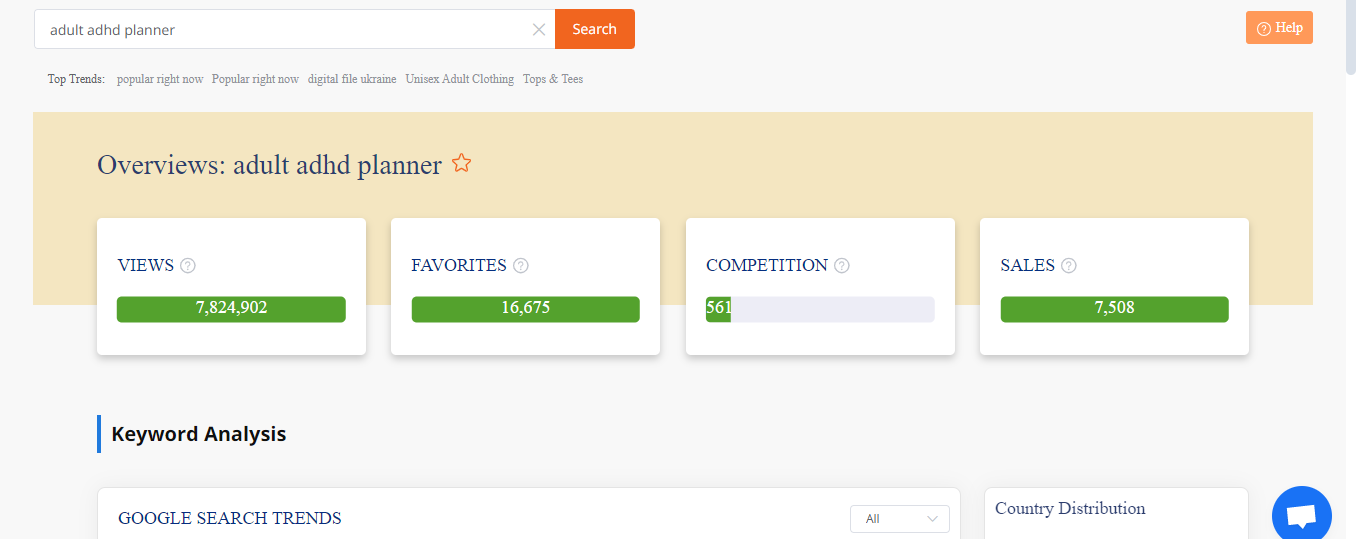 adult adhd planner
Search
Help
Top Trends: popular right now Popular right now digital file ukraine Unisex Adult Clothing Tops & Tees
Overviews: adult adhd planner
VIEWS
7,824,902
FAVORITES
16,675
COMPETITION
561
SALES
7,508
Keyword Analysis
GOOGLE SEARCH TRENDS
All
Country Distribution